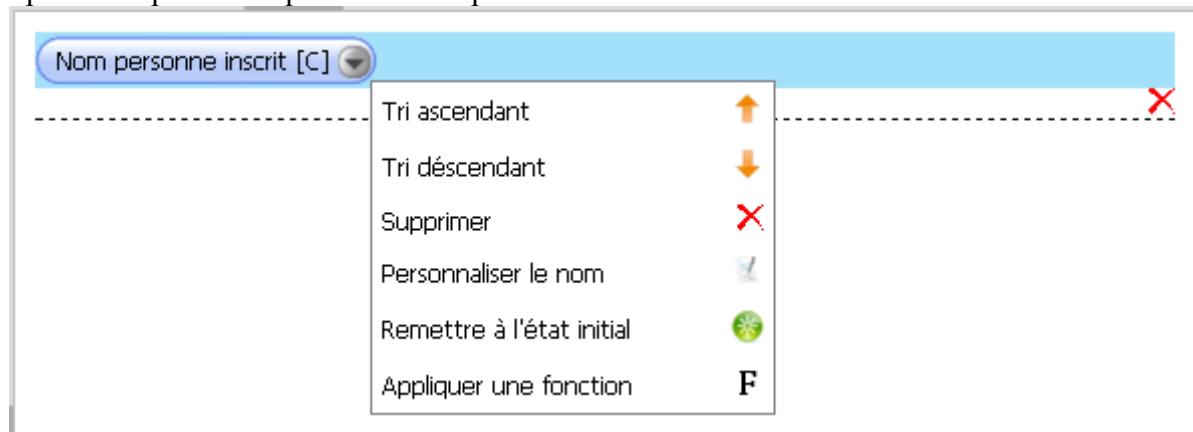 Nom personne inscrit [C]
Tri ascendant
Tri déscendant
Supprimer
Personnaliser le nom
Remettre à l'état initial
Appliquer une fonction F